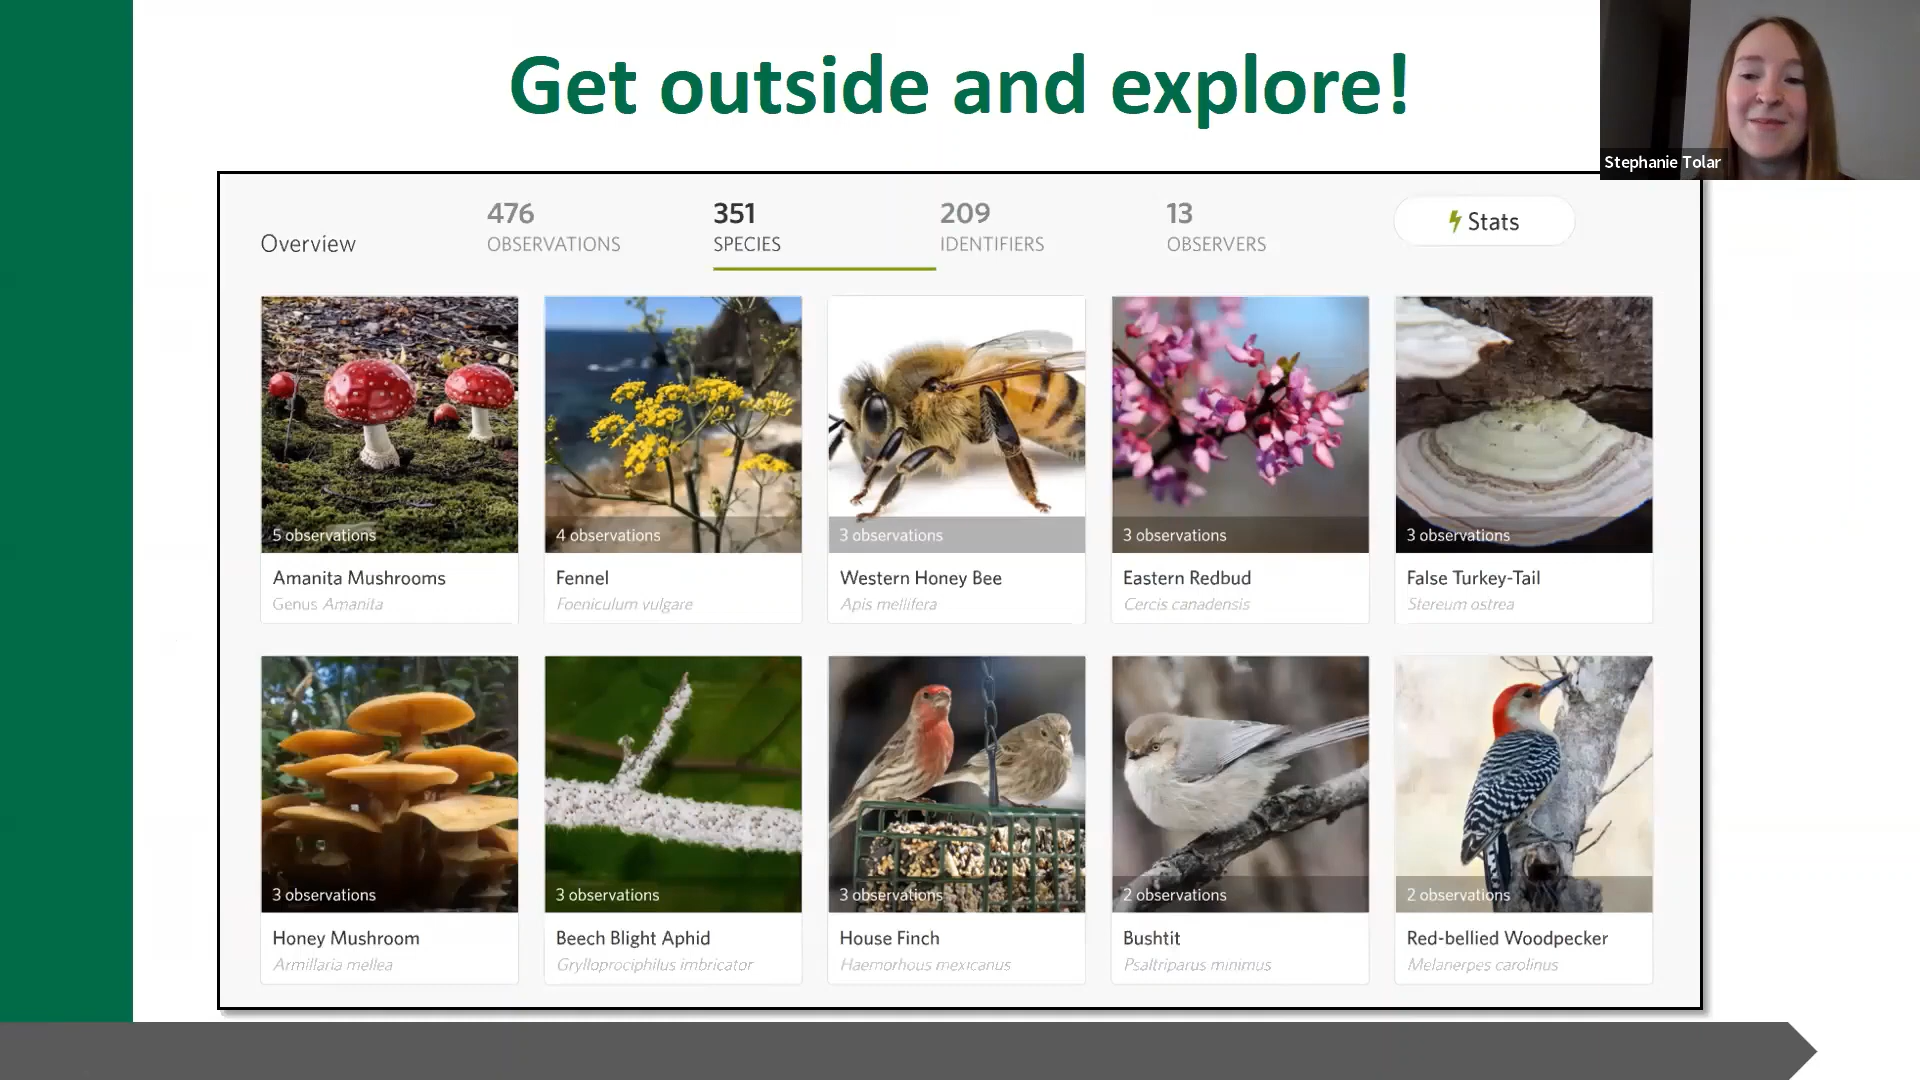 Get outside and explore!
Stephanie Tolar
Overview
476
OBSERVATIONS
351
SPECIES
209
IDENTIFIERS
13
OBSERVERS
Stats
5 observations
4 observations
3 observations
3 observations
3 observations
Amanita Mushrooms
Genus Amanita
Fennel
Foeniculum vulgare
Western Honey Bee
Apis mellifera
Eastern Redbud
Cercis canadensis
False Turkey-Tail
Stereum ostrea
3 observations
3 observations
3 observations
2 observations
2 observations
Honey Mushroom
Armillaria mellea
Beech Blight Aphid
Grylloprociphilus imbricator
House Finch
Haemorhous mexicanus
Bushtit
Psaltriparus minimus
Red-bellied Woodpecker
Melanerpes carolinus